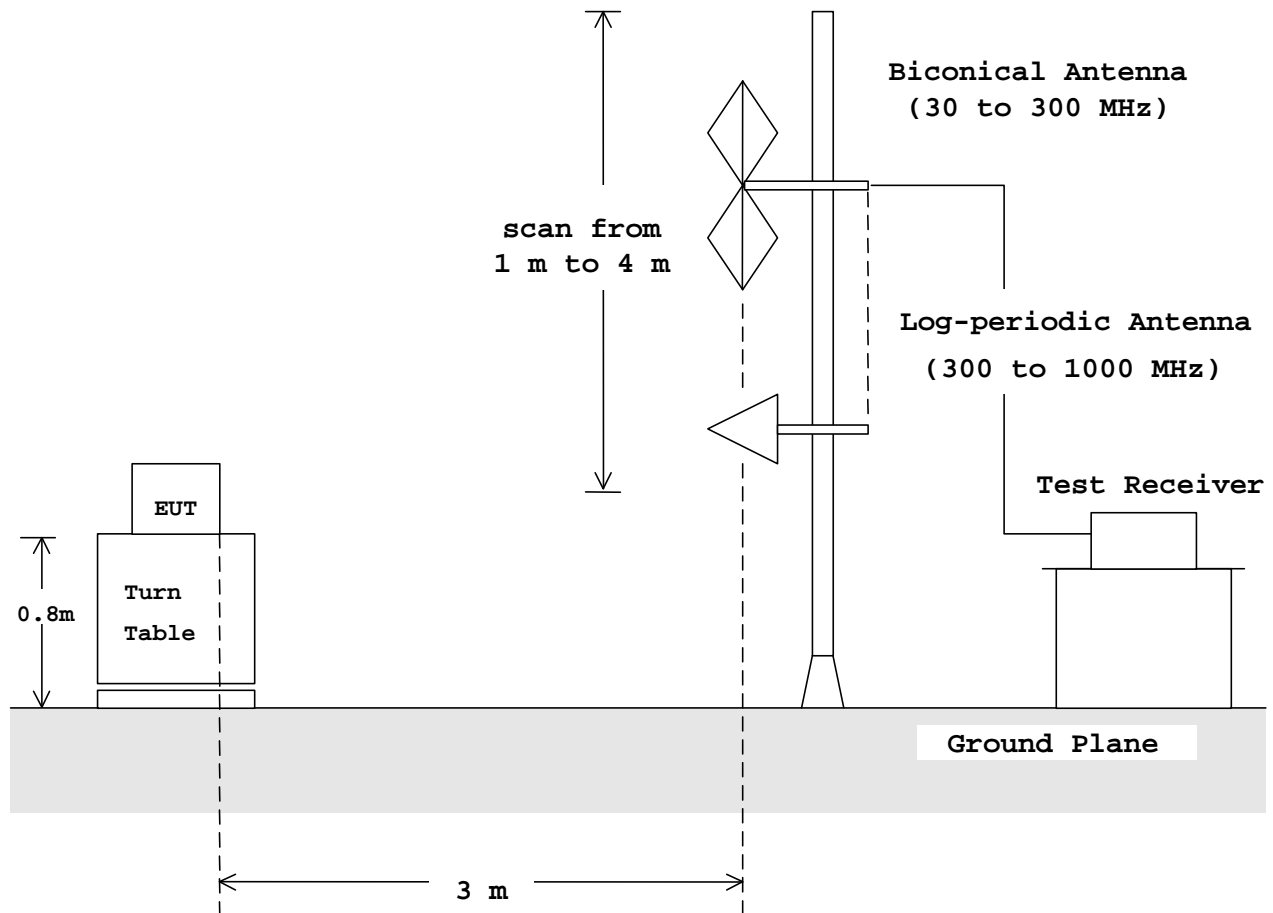 Biconical Antenna
(30 to 300 MHz)
scan from
1 m to 4 m
Log-periodic Antenna
(300 to 1000 MHz)
Test Receiver
EUT
Turn
Table
0.8m
Ground Plane
3 m